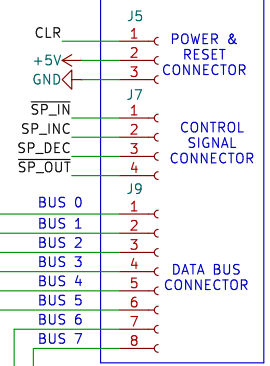 J5
CLR 1 POWER &
+5V 2 RESET
GND 3 CONNECTOR
J7
SP_IN 1
SP_INC 2 CONTROL
SP_DEC 3 SIGNAL
SP_OUT 4 CONNECTOR
J9
BUS 0 1
BUS 1 2
BUS 2 3
BUS 3 4 DATA BUS
BUS 4 5 CONNECTOR
BUS 5 6
BUS 6 7
BUS 7 8